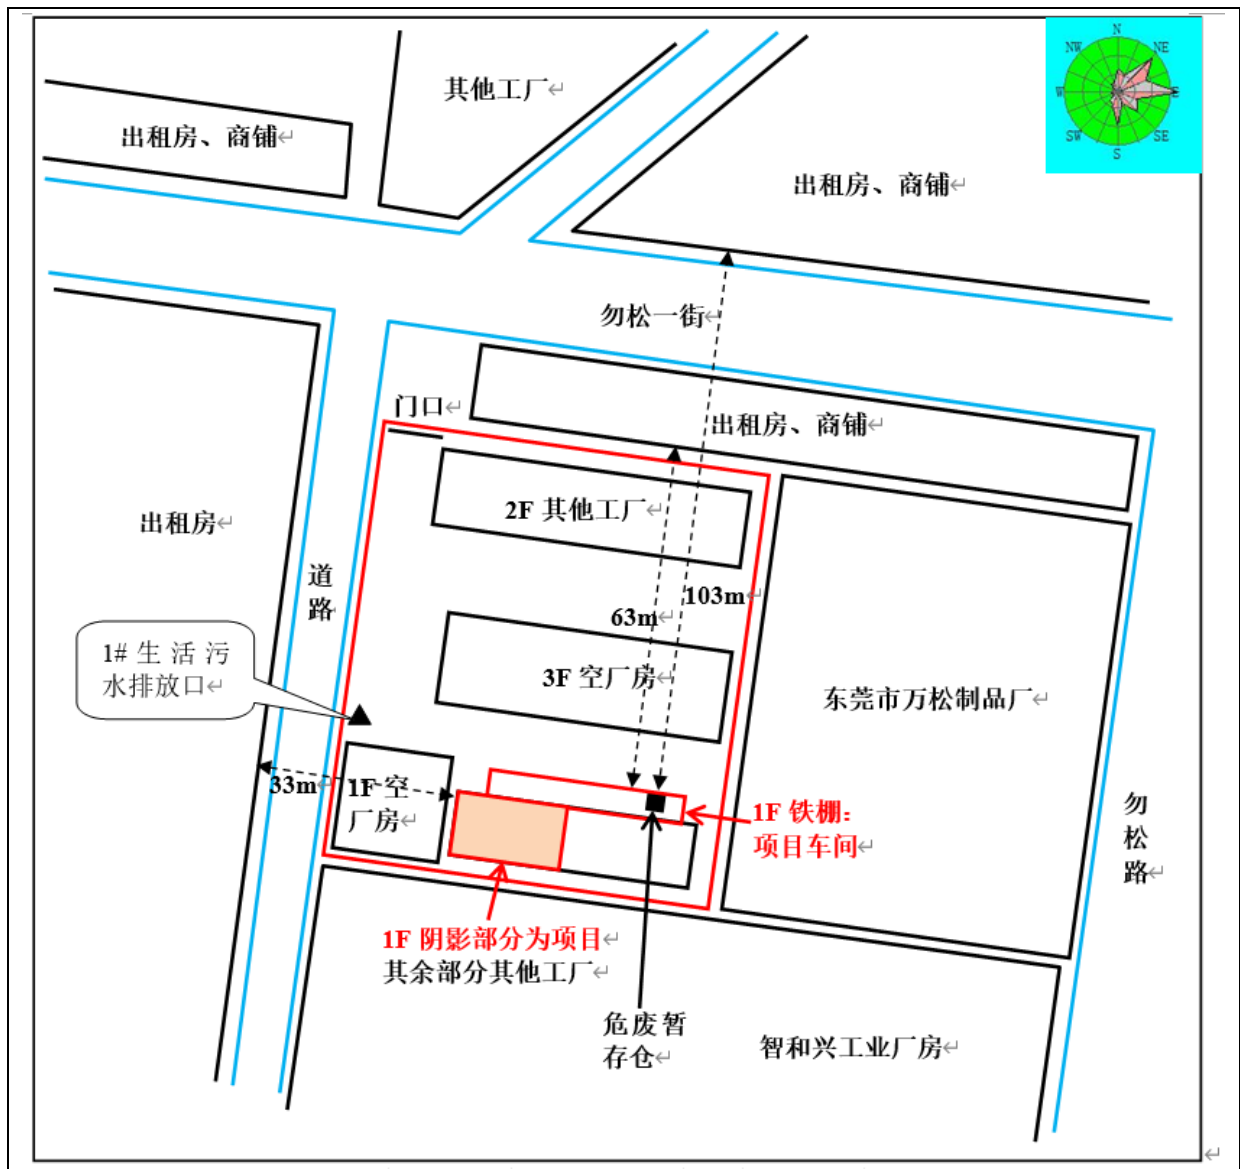 N
NW
NE
W
E
SW
SE
S
其他工厂
出租房、商铺
出租房、商铺
勿松一街
门口
出租房、商铺
2F 其他工厂
出租房
道
路
103m
63m
1# 生 活 污
水排放口
3F 空厂房
东莞市万松制品厂
33m
1F 空
厂房
1F 铁棚：
项目车间
勿
松
路
1F 阴影部分为项目
其余部分其他工厂
危 废 暂
存仓
智和兴工业厂房